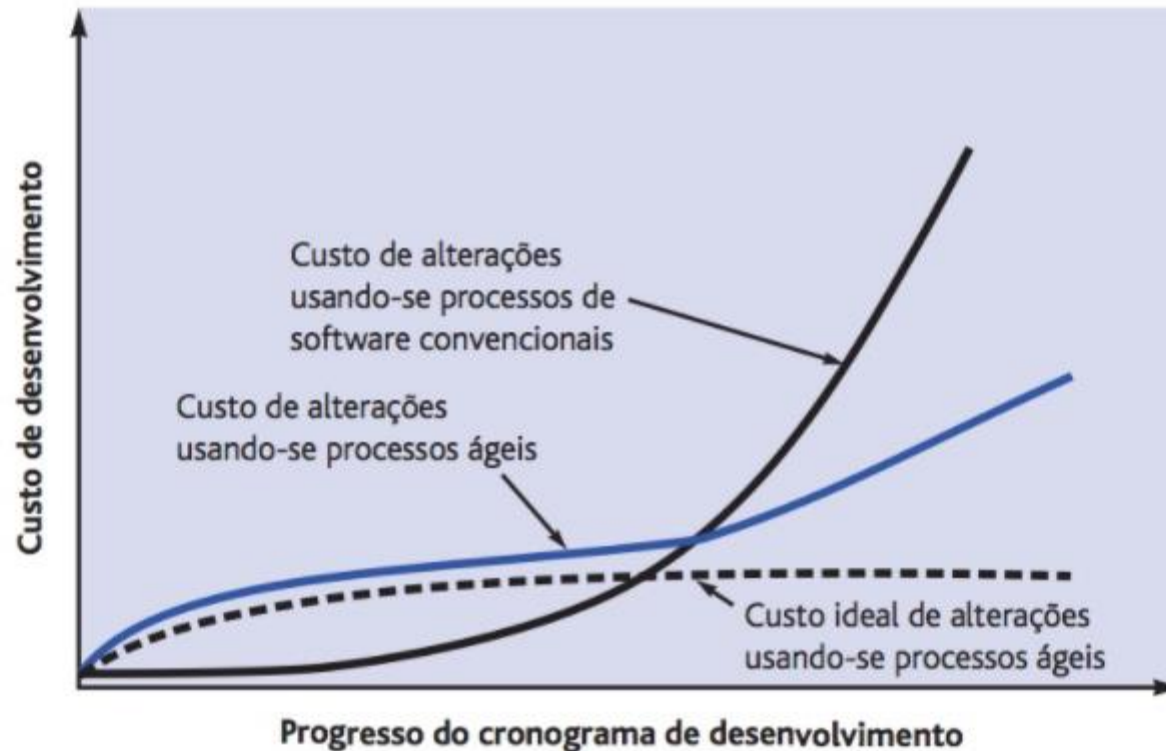 Custo de desenvolvimento
Custo de alterações
usando-se processos de
software convencionais
Custo de alterações
usando-se processos ágeis
Custo ideal de alterações
usando-se processos ágeis
Progresso do cronograma de desenvolvimento